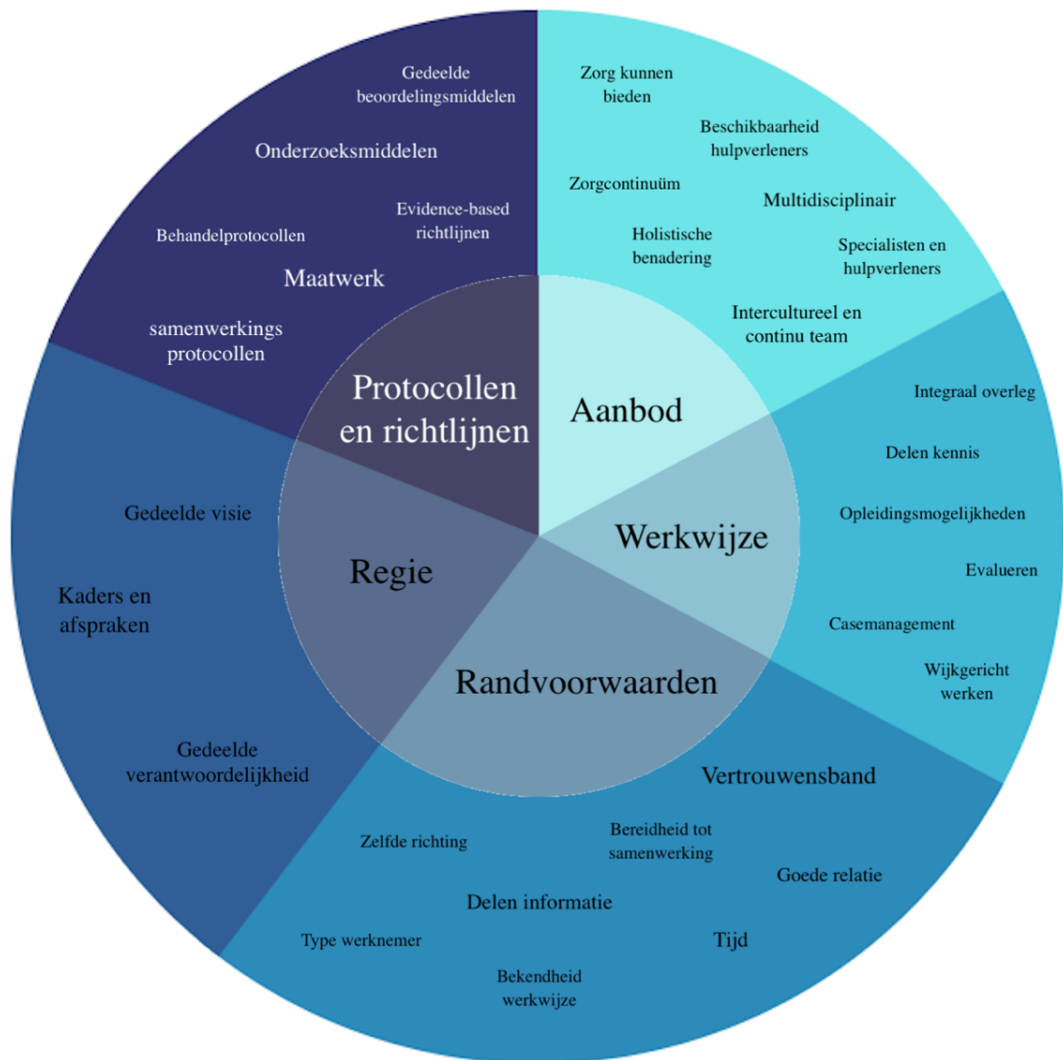 Gedeelde
beoordelingsmiddelen
Onderzoeksmiddelen
Evidence-based
richtlijnen
Behandelprotocollen
Maatwerk
samenwerkings
protocollen
Protocollen
en richtlijnen
Zorg kunnen
bieden
Beschikbaarheid
hulpverleners
Zorgcontinuüm
Multidisciplinair
Holistische
benadering
Specialisten en
hulpverleners
Intercultureel en
continu team
Aanbod
Integraal overleg
Delen kennis
Opleidingsmogelijkheden
Evalueren
Casemanagement
Wijkgericht
werken
Werkwijze
Randvoorwaarden
Vertrouwensband
Zelfde richting
Bereidheid tot
samenwerking
Goede relatie
Delen informatie
Type werknemer
Tijd
Bekendheid
werkwijze
Regie
Gedeelde visie
Kaders en
afspraken
Gedeelde
verantwoordelijkheid